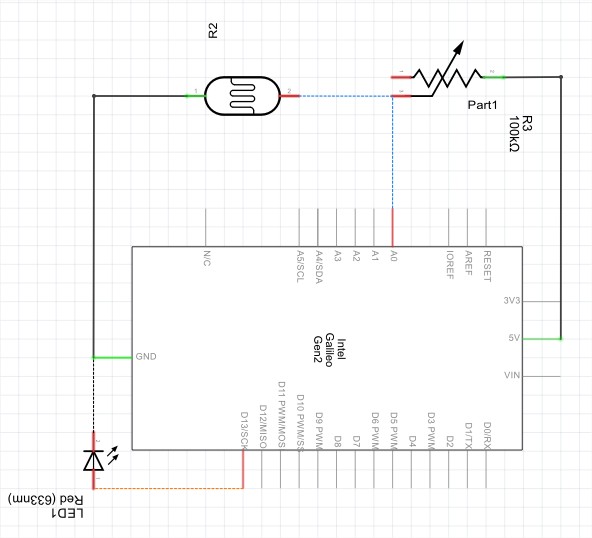 R2
1
2
1
2
3
Part1
R3
100kΩ
N/C
A5/SCL
A4/SDA
A3
A2
A1
A0
IOREF
AREF
RESET
3V3
5V
VIN
GND
Intel
Galileo
Gen2
D13/SCK
D12/MISO
D11 PWM/MOSI
D10 PWM/SS
D9 PWM
D8
D7
D6 PWM
D5 PWM
D4
D3 PWM
D2
D1/TX
D0/RX
2
1
LED1
Red (633nm)